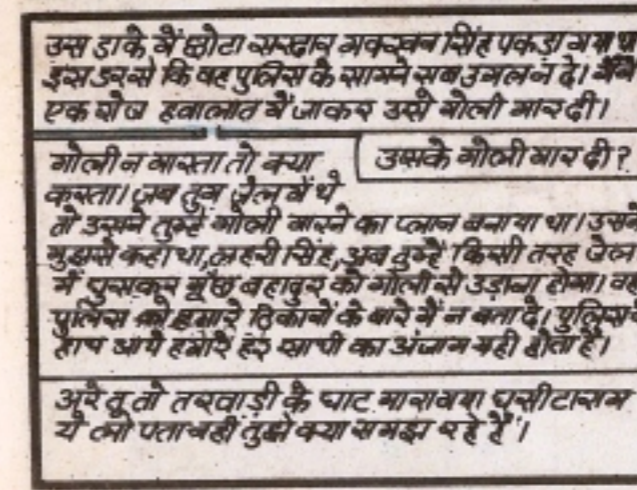 उस डाके में छोटा सरदार मक्खन सिंह पकड़ा गया था
इस डर से कि वह पुलिस के सामने सब उगल न दे। मैंने
एक रोज हवालात में जाकर उसे गोली मार दी।
उसके गोली मार दी?
गोली न मारता तो क्या
करता। जब तुम जेल में थे
तो उसने तुम्हें गोली मारने का प्लान बनाया था। उसने
मुझसे कहा था, लहरी सिंह, अब तुम्हें किसी तरह जेल
में घुसकर मूँछ बहादुर को गोली से उड़ाना होगा। वह
पुलिस को हमारे ठिकानों के बारे में न बता दे। पुलिस
हाथ आये हमारे हर साथी का अंजाम यही होता है।
अरे तू तो तरवाड़ी के घाट मारा गया घसीटाराम
ये लो पता नहीं तुझे क्या समझ रहे हैं।